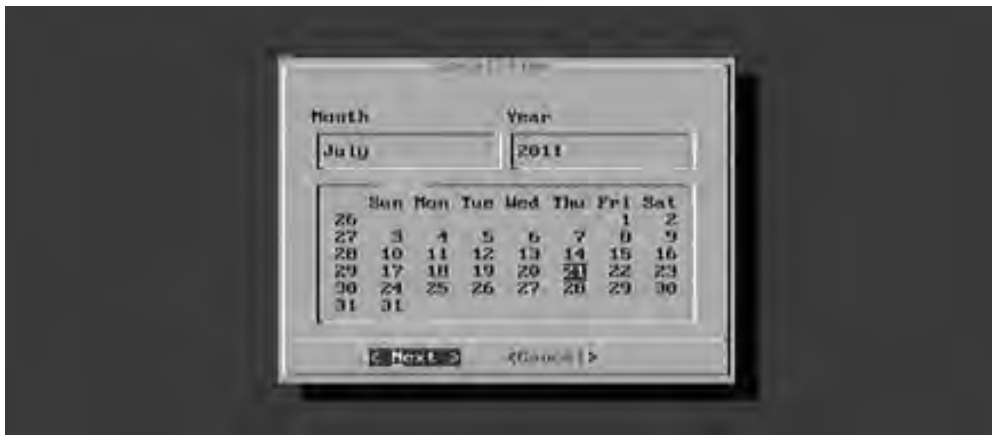 Month Year
July 2011
Sun Mon Tue Wed Thu Fri Sat
26 1 2
27 3 4 5 6 7 8 9
28 10 11 12 13 14 15 16
29 17 18 19 20 21 22 23
30 24 25 26 27 28 29 30
31 31
< Next > <Cancel>